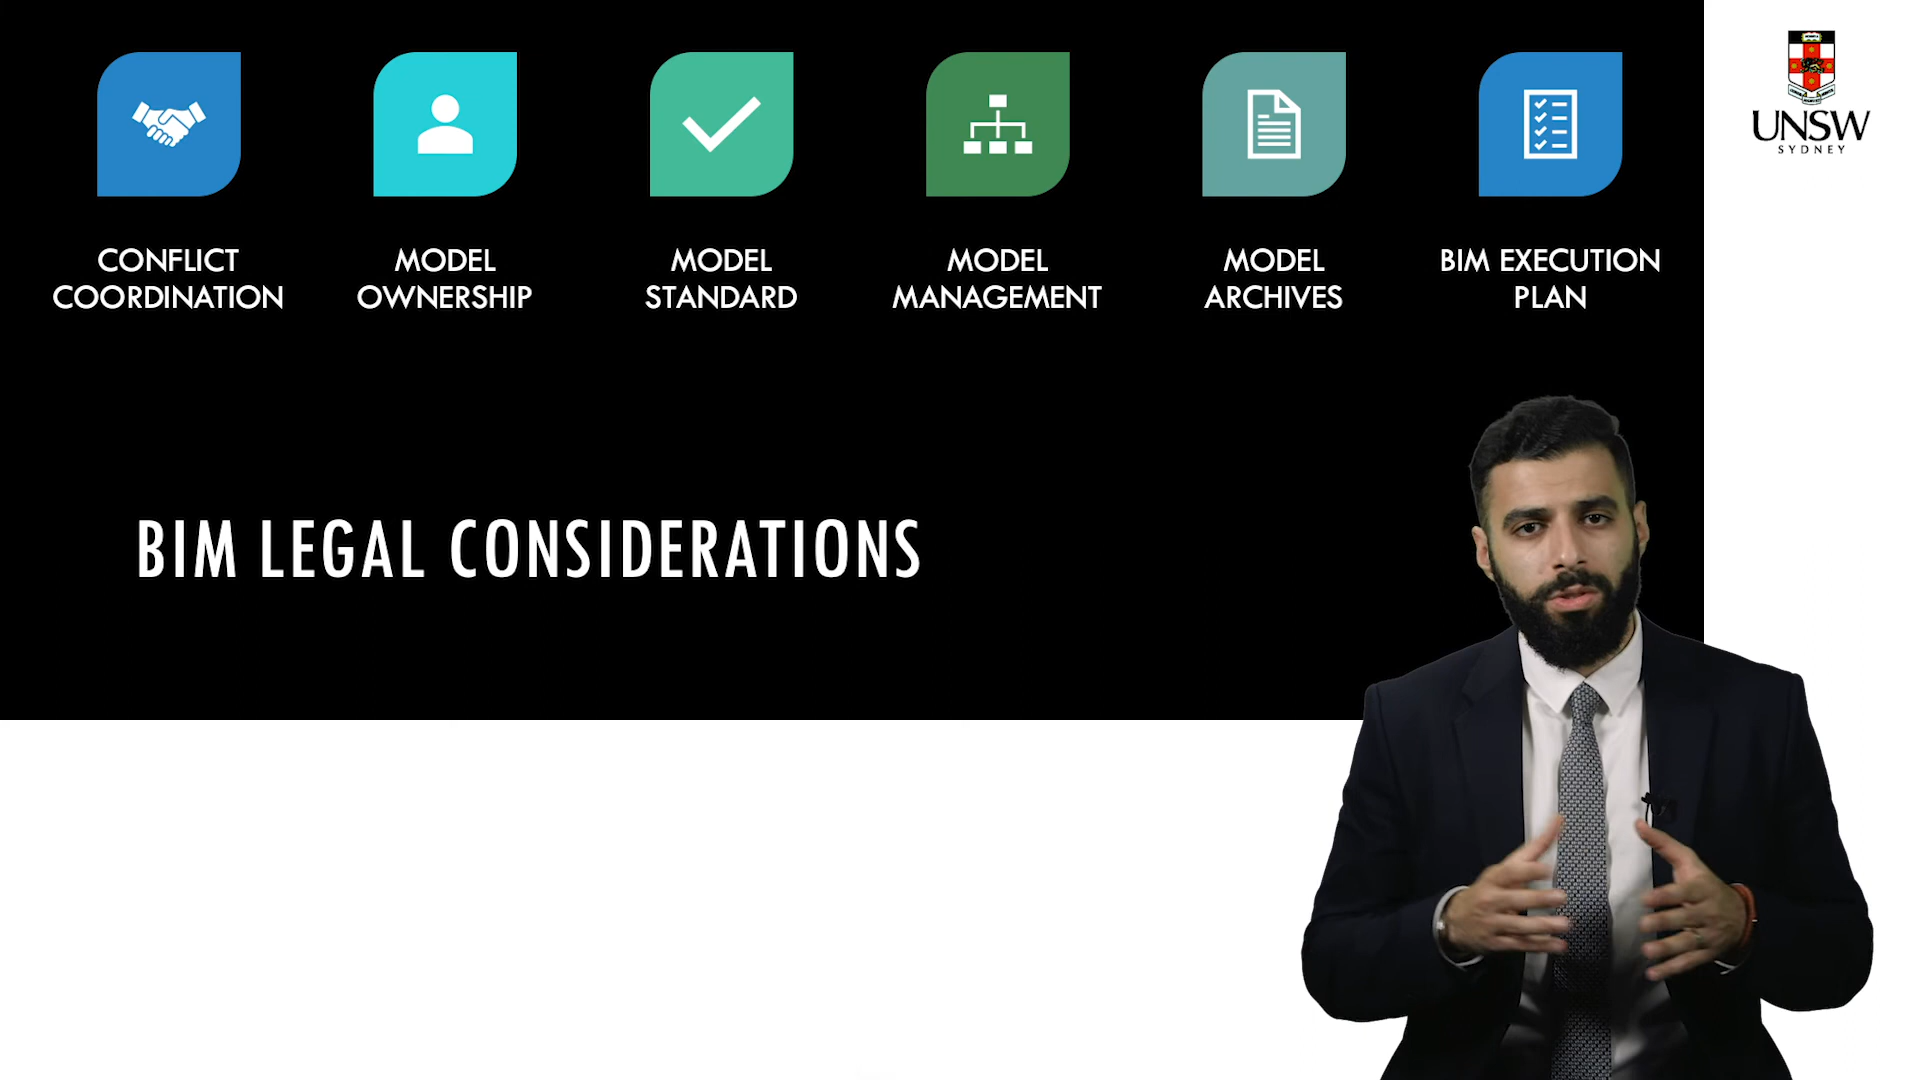 CONFLICT
COORDINATION
MODEL
OWNERSHIP
MODEL
STANDARD
MODEL
MANAGEMENT
MODEL
ARCHIVES
BIM EXECUTION
PLAN
UNSW
SYDNEY
BIM LEGAL CONSIDERATIONS